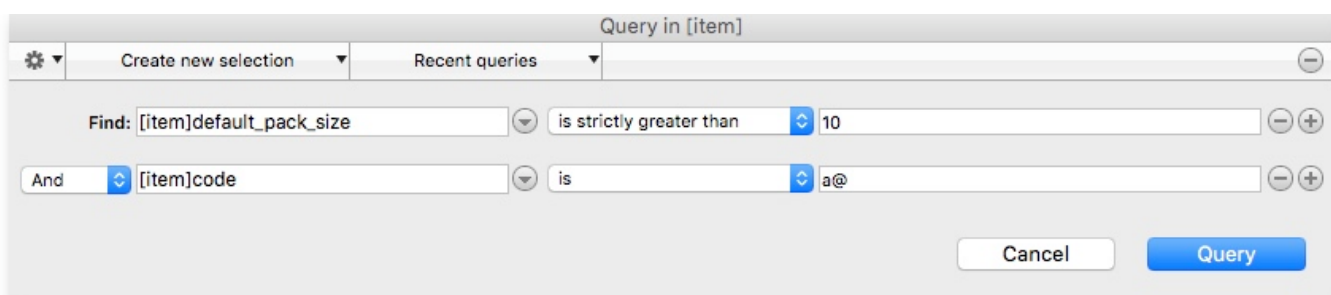 Query in [item]
Create new selection Recent queries
Find: [item]default_pack_size is strictly greater than 10
And [item]code is a@
Cancel Query